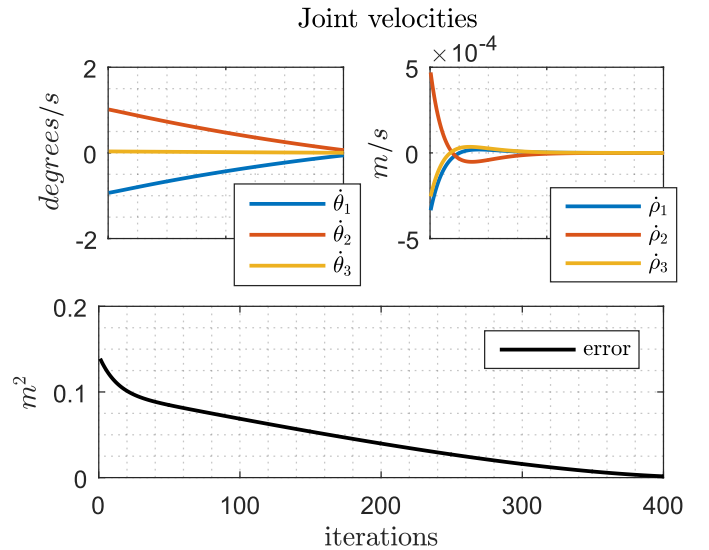 Joint velocities
degrees/s
2
0
-2
θ̇₁
θ̇₂
θ̇₃
×10⁻⁴
m/s
5
0
-5
ρ̇₁
ρ̇₂
ρ̇₃
m²
0.2
0.1
0
error
0 100 200 300 400
iterations